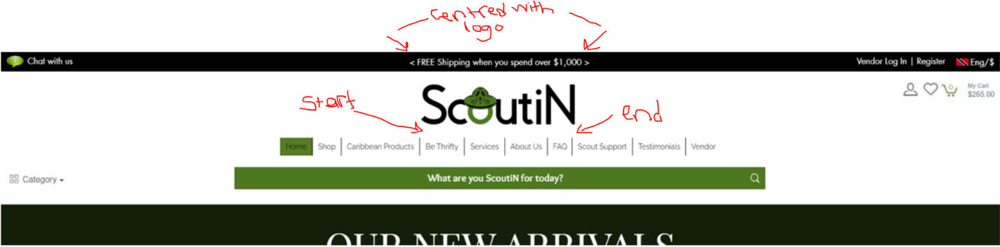 centred with
logo
Chat with us
< FREE Shipping when you spend over $1,000 >
Vendor Log In | Register
Eng/$
ScoutiN
0
My Cart
$265.00
start
end
Home
Shop
Caribbean Products
Be Thrifty
Services
About Us
FAQ
Scout Support
Testimonials
Vendor
Category
What are you ScoutiN for today?
OUR NEW ARRIVALS